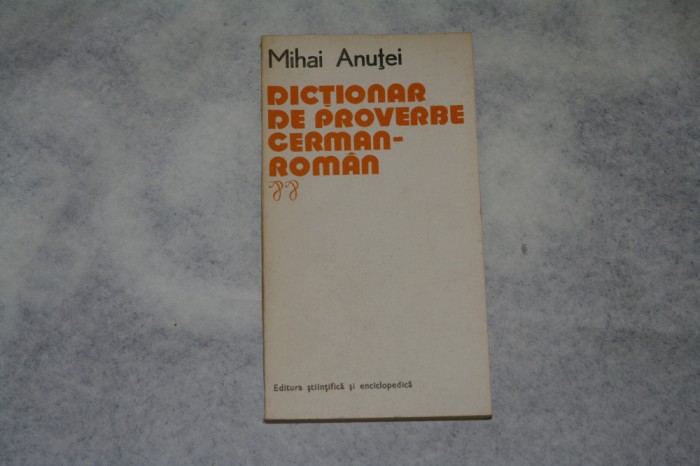 Mihai Anuţei
DICŢIONAR
DE PROVERBE
GERMAN-
ROMÂN
Editura ştiinţifică şi enciclopedică